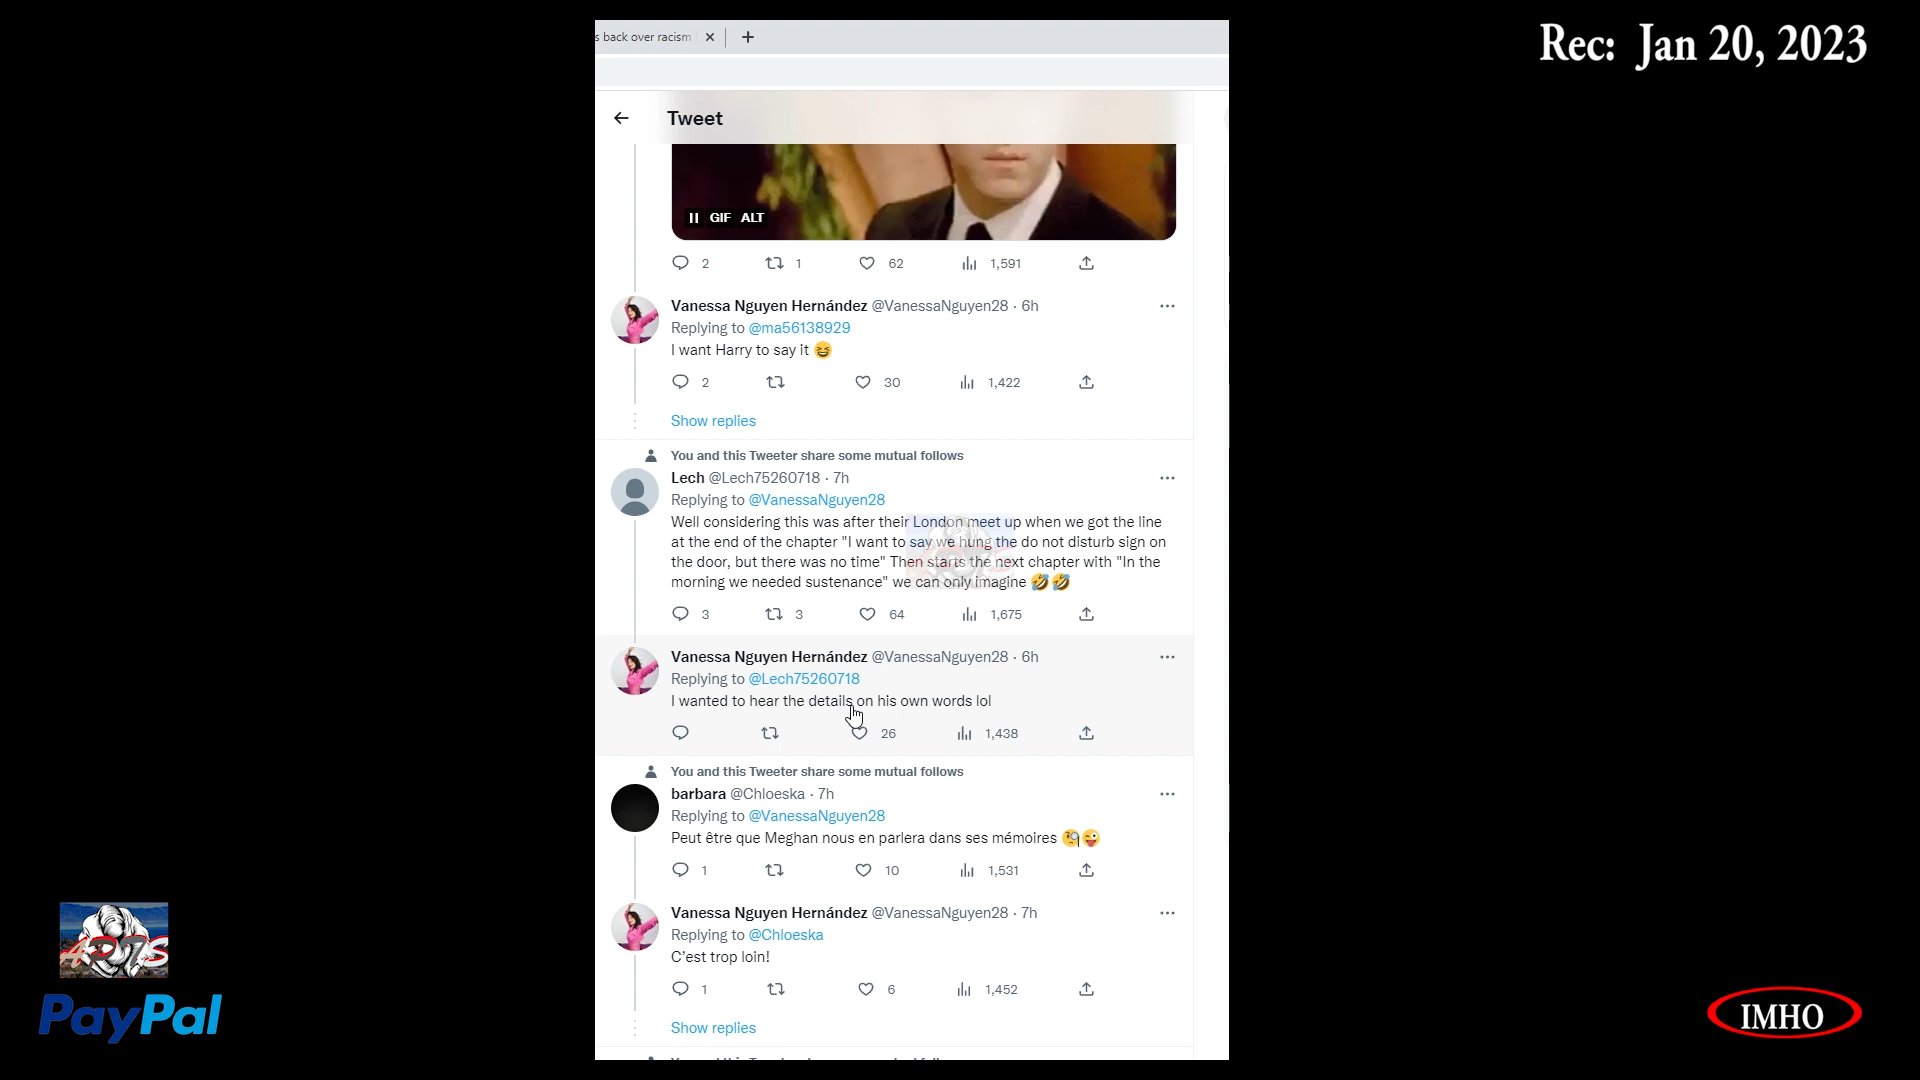 Rec: Jan 20, 2023
s back over racism
Tweet
GIF ALT
2 1 62 1,591
Vanessa Nguyen Hernández @VanessaNguyen28 · 6h
Replying to @ma56138929
I want Harry to say it 😆
2 30 1,422
Show replies
You and this Tweeter share some mutual follows
Lech @Lech75260718 · 7h
Replying to @VanessaNguyen28
Well considering this was after their London meet up when we got the line
at the end of the chapter "I want to say we hung the do not disturb sign on
the door, but there was no time" Then starts the next chapter with "In the
morning we needed sustenance" we can only imagine 🤣🤣
3 3 64 1,675
Vanessa Nguyen Hernández @VanessaNguyen28 · 6h
Replying to @Lech75260718
I wanted to hear the details on his own words lol
26 1,438
You and this Tweeter share some mutual follows
barbara @Chloeska · 7h
Replying to @VanessaNguyen28
Peut être que Meghan nous en parlera dans ses mémoires 🧐😜
1 10 1,531
Vanessa Nguyen Hernández @VanessaNguyen28 · 7h
Replying to @Chloeska
C'est trop loin!
1 6 1,452
Show replies
PayPal
IMHO